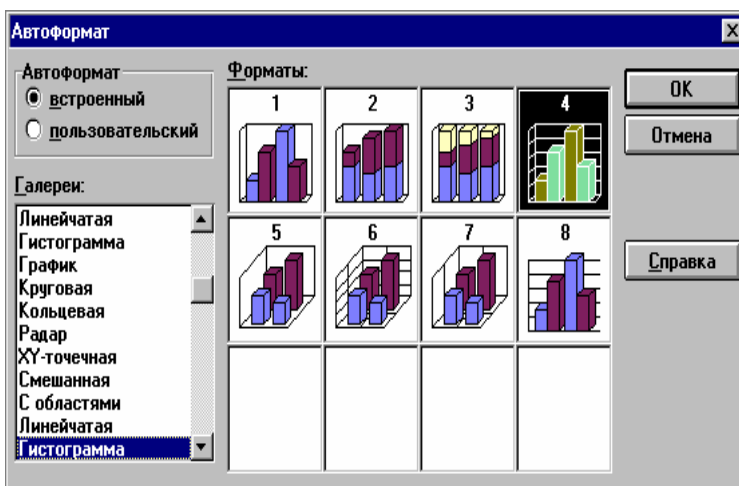 Автоформат
Автоформат
встроенный
пользовательский
Галереи:
Линейчатая
Гистограмма
График
Круговая
Кольцевая
Радар
XY-точечная
Смешанная
С областями
Линейчатая
Гистограмма
Форматы:
1 2 3 4
5 6 7 8
OK
Отмена
Справка